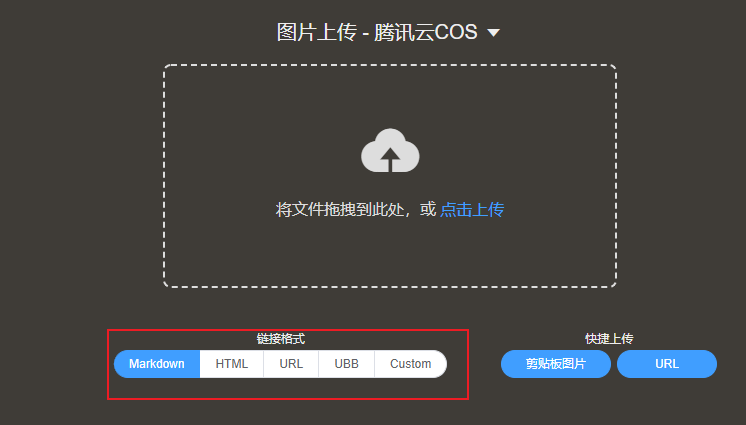 图片上传 - 腾讯云COS
将文件拖拽到此处，或 点击上传
链接格式
快捷上传
Markdown HTML URL UBB Custom
剪贴板图片 URL